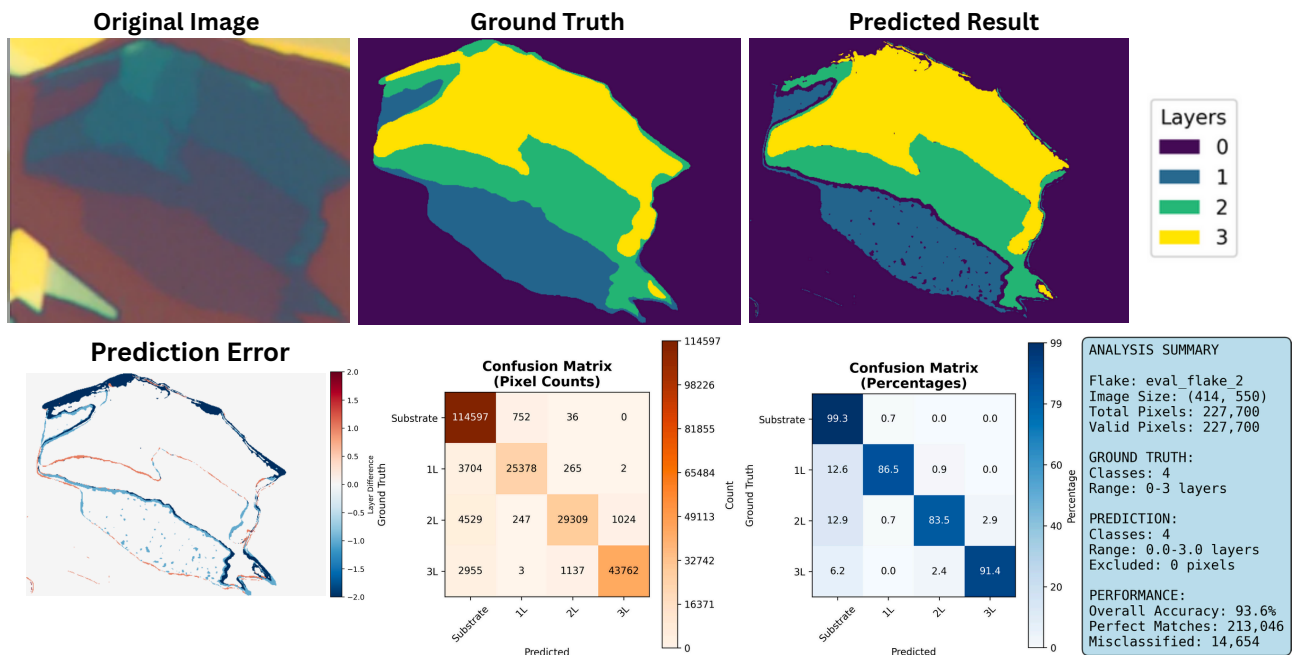 Original Image
Ground Truth
Predicted Result
Layers
0
1
2
3
Prediction Error
2.0
1.5
1.0
0.5
0.0
−0.5
−1.0
−1.5
−2.0
Layer Difference
Confusion Matrix
(Pixel Counts)
Ground Truth
Substrate
1L
2L
3L
114597 752 36 0
3704 25378 265 2
4529 247 29309 1024
2955 3 1137 43762
Substrate 1L 2L 3L
Predicted
114597
98226
81855
65484
49113
32742
16371
0
Count
Confusion Matrix
(Percentages)
Ground Truth
Substrate
1L
2L
3L
99.3 0.7 0.0 0.0
12.6 86.5 0.9 0.0
12.9 0.7 83.5 2.9
6.2 0.0 2.4 91.4
Substrate 1L 2L 3L
Predicted
99
79
60
40
20
0
Percentage
ANALYSIS SUMMARY
Flake: eval_flake_2
Image Size: (414, 550)
Total Pixels: 227,700
Valid Pixels: 227,700
GROUND TRUTH:
Classes: 4
Range: 0-3 layers
PREDICTION:
Classes: 4
Range: 0.0-3.0 layers
Excluded: 0 pixels
PERFORMANCE:
Overall Accuracy: 93.6%
Perfect Matches: 213,046
Misclassified: 14,654